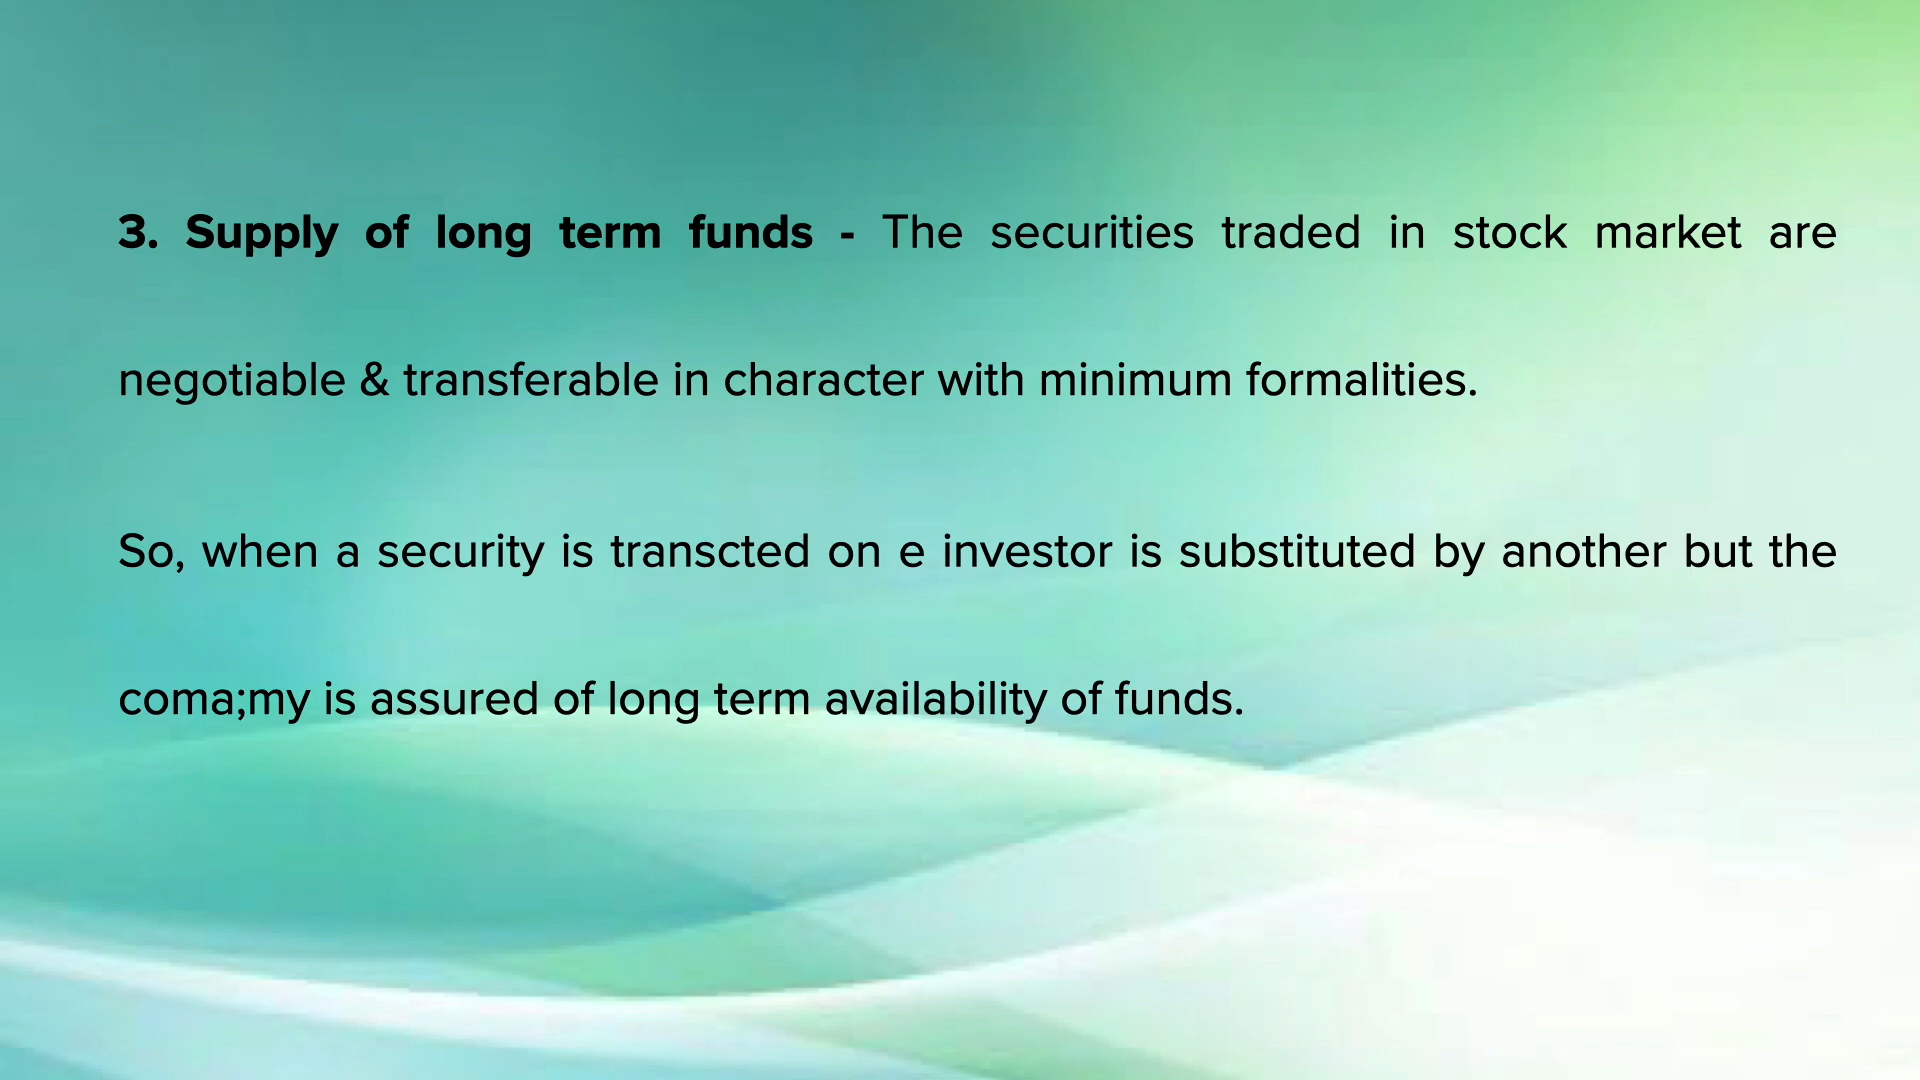 3. Supply of long term funds - The securities traded in stock market are
negotiable & transferable in character with minimum formalities.
So, when a security is transcted on e investor is substituted by another but the
coma;my is assured of long term availability of funds.